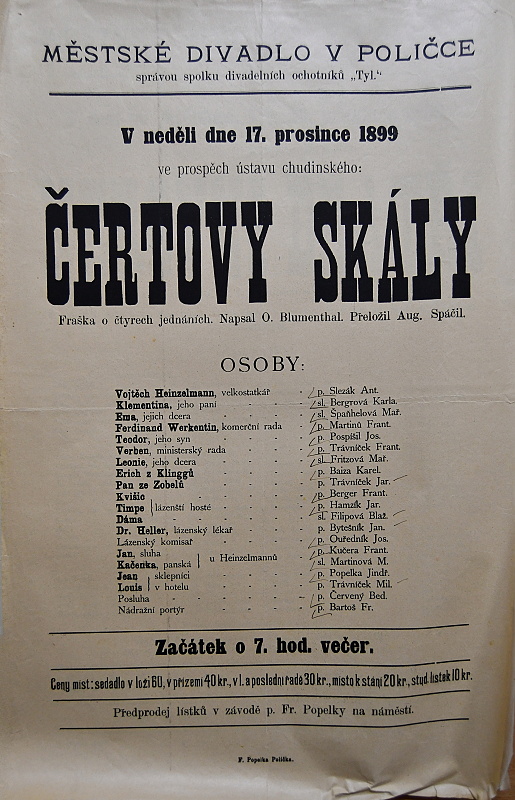 MĚSTSKÉ DIVADLO V POLIČCE
správou spolku divadelních ochotníků „Tyl.“
V neděli dne 17. prosince 1899
ve prospěch ústavu chudinského:
ČERTOVY SKÁLY
Fraška o čtyrech jednáních. Napsal O. Blumenthal. Přeložil Aug. Spáčil.
OSOBY:
Vojtěch Heinzelmann, velkostatkář - p. Slezák Ant.
Klementina, jeho paní - - - sl. Bergrová Karla.
Ema, jejich dcera - - - - sl. Špaňhelová Mař.
Ferdinand Werkentin, komerční rada - p. Martinů Frant.
Teodor, jeho syn - - - - p. Pospíšil Jos.
Verben, ministerský rada - - - p. Trávníček Frant.
Leonie, jeho dcera - - - - sl. Fritzová Mař.
Erich z Klinggů - - - - p. Baiza Karel.
Pan ze Zobelů - - - - p. Trávníček Jar.
Kvišic - - - - p. Berger Frant.
Timpe } lázenští hosté - - - p. Hamzík Jar.
Dáma - - - - sl. Filipová Blaž.
Dr. Heller, lázenský lékař - - - p. Bytešník Jan.
Lázenský komisař - - - - p. Ouředník Jos.
Jan, sluha - p. Kučera Frant.
Kačenka, panská } u Heinzelmannů - sl. Martinová M.
Jean } sklepníci - - - - p. Popelka Jindř.
Louis } v hotelu - - - - p. Trávníček Mil.
Posluha - - - - p. Červený Bed.
Nádražní portýr - - - - p. Bartoš Fr.
Začátek o 7. hod. večer.
Ceny míst: sedadlo v loži 60, v přízemí 40 kr., v I. a poslední řadě 30 kr., místo k stání 20 kr., stud. lístek 10 kr.
Předprodej lístků v závodě p. Fr. Popelky na náměstí.
F. Popelka Polička.